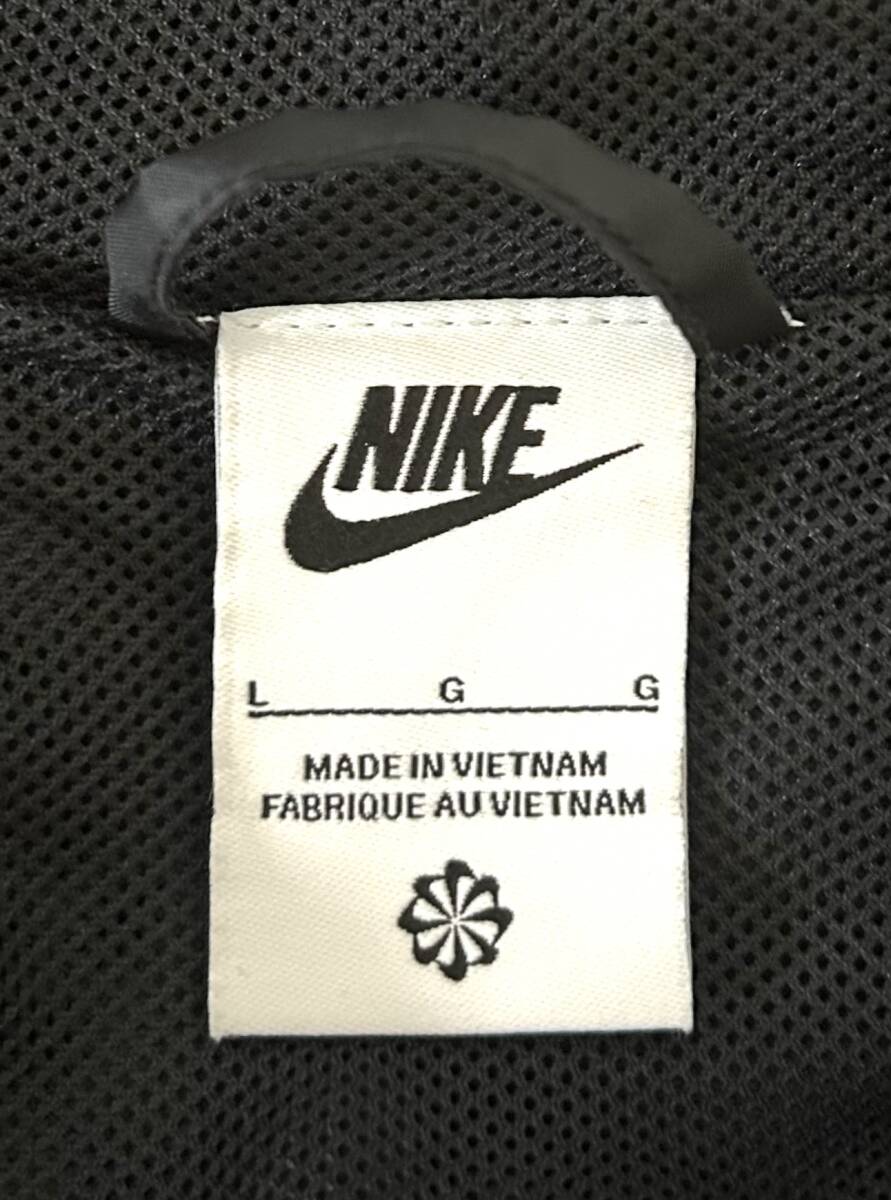 NIKE
L G G
MADE IN VIETNAM
FABRIQUE AU VIETNAM